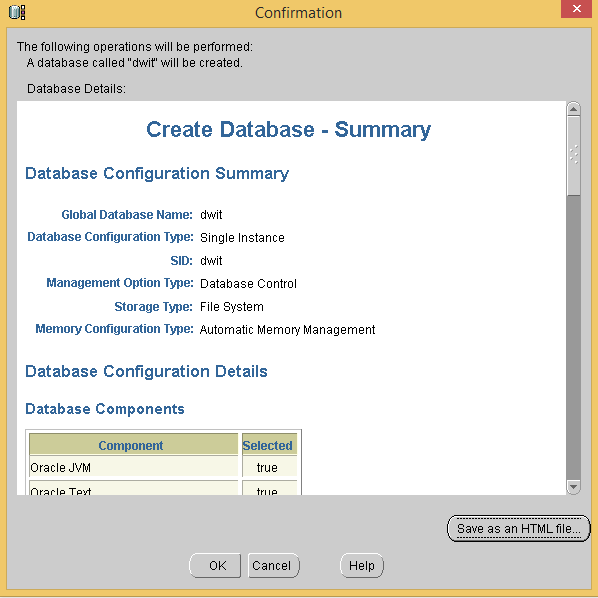 Confirmation
The following operations will be performed:
A database called "dwit" will be created.
Database Details:
Create Database - Summary
Database Configuration Summary
Global Database Name: dwit
Database Configuration Type: Single Instance
SID: dwit
Management Option Type: Database Control
Storage Type: File System
Memory Configuration Type: Automatic Memory Management
Database Configuration Details
Database Components
Component Selected
Oracle JVM true
Oracle Text true
Save as an HTML file...
OK Cancel Help